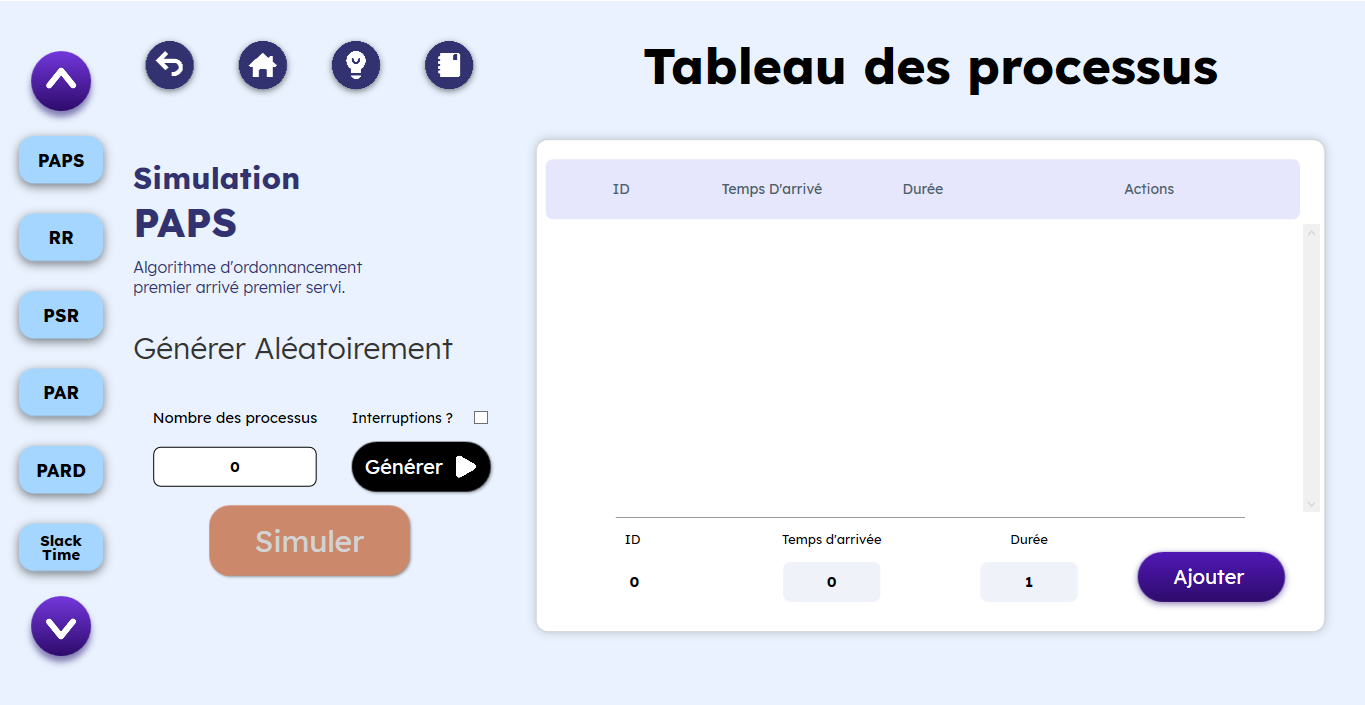 Tableau des processus
PAPS
RR
PSR
PAR
PARD
Slack
Time
Simulation
PAPS
Algorithme d'ordonnancement
premier arrivé premier servi.
Générer Aléatoirement
Nombre des processus
Interruptions ?
0
Générer
Simuler
ID
Temps D'arrivé
Durée
Actions
ID
Temps d'arrivée
Durée
0
0
1
Ajouter